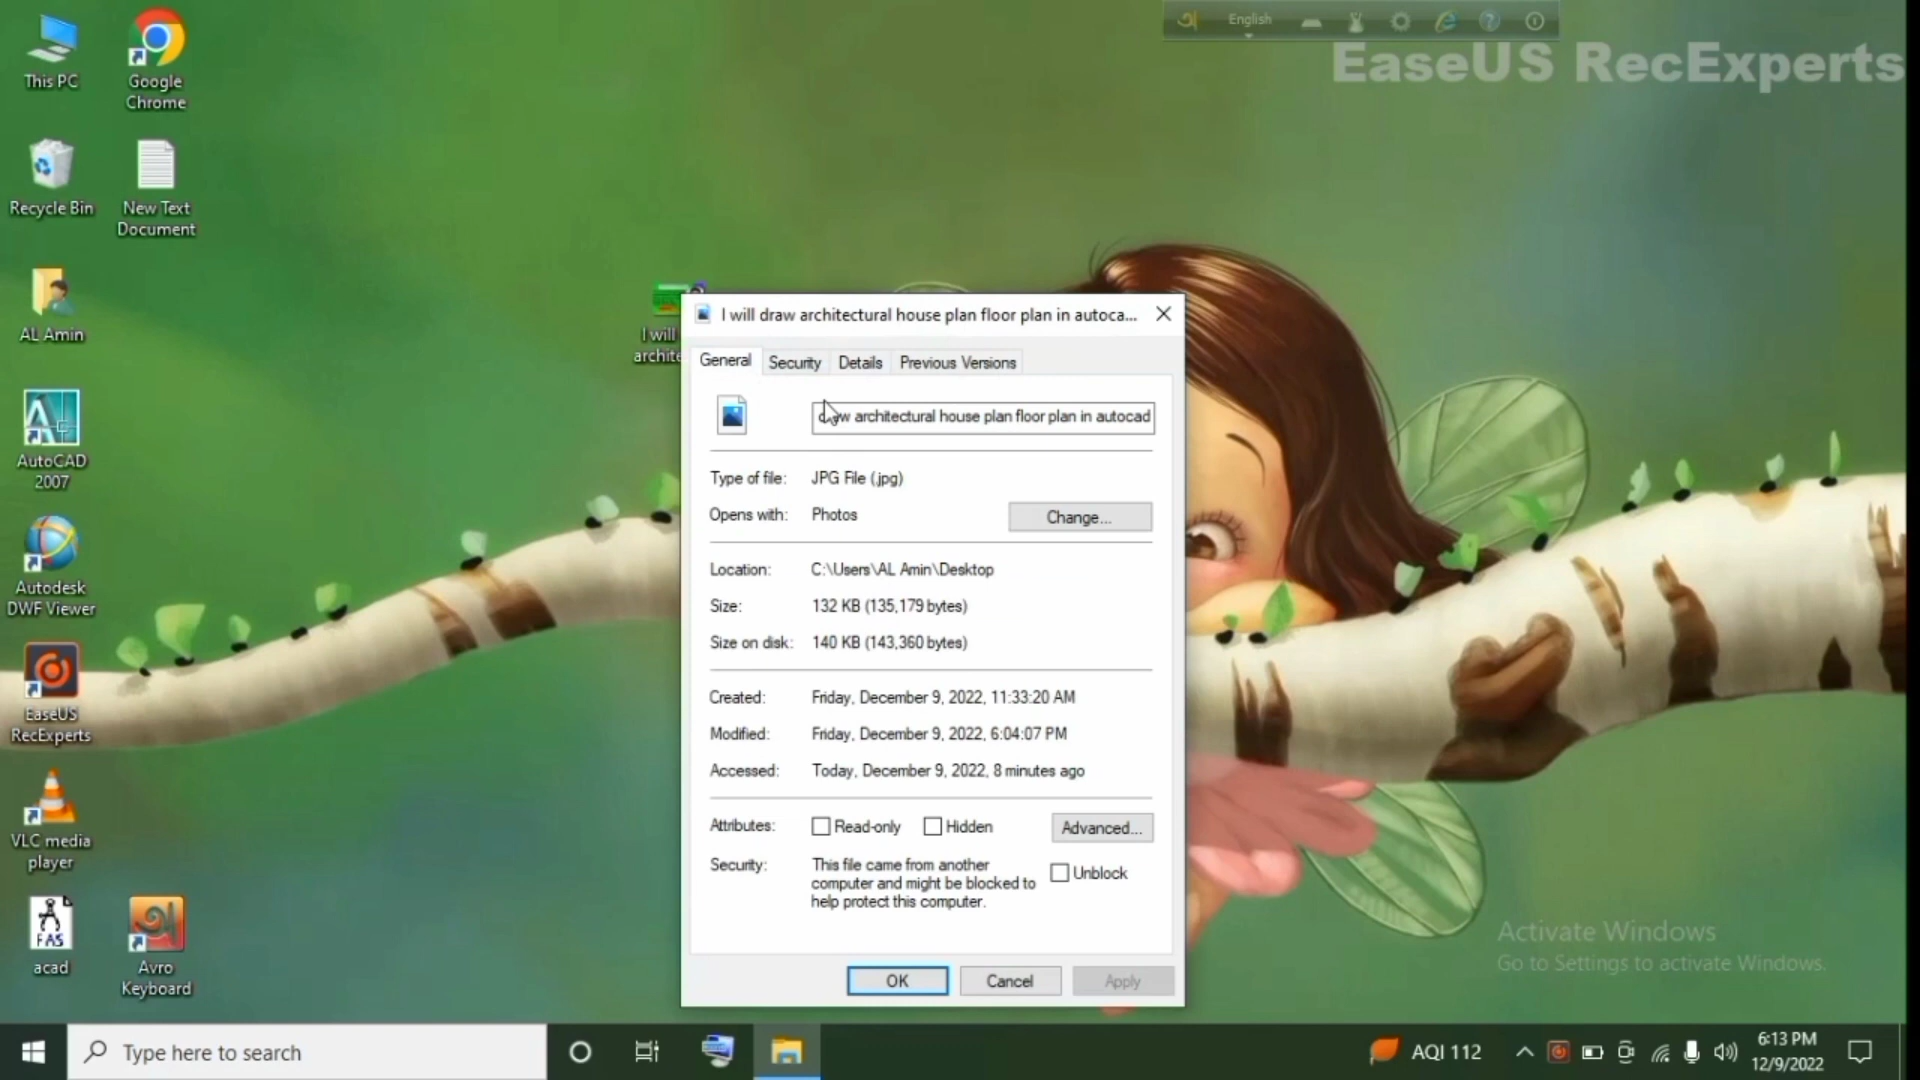 English
EaseUS RecExperts
This PC
Google
Chrome
Recycle Bin
New Text
Document
AL Amin
AutoCAD
2007
Autodesk
DWF Viewer
EaseUS
RecExperts
VLC media
player
FAS
acad
Avro
Keyboard
I will
archite
I will draw architectural house plan floor plan in autoca...
General
Security
Details
Previous Versions
architectural house plan floor plan in autocad
Type of file: JPG File (.jpg)
Opens with: Photos
Change...
Location: C:\Users\AL Amin\Desktop
Size: 132 KB (135,179 bytes)
Size on disk: 140 KB (143,360 bytes)
Created: Friday, December 9, 2022, 11:33:20 AM
Modified: Friday, December 9, 2022, 6:04:07 PM
Accessed: Today, December 9, 2022, 8 minutes ago
Attributes: Read-only Hidden Advanced...
Security: This file came from another
computer and might be blocked to
help protect this computer.
Unblock
OK
Cancel
Apply
Activate Windows
Go to Settings to activate Windows.
Type here to search
AQI 112
6:13 PM
12/9/2022